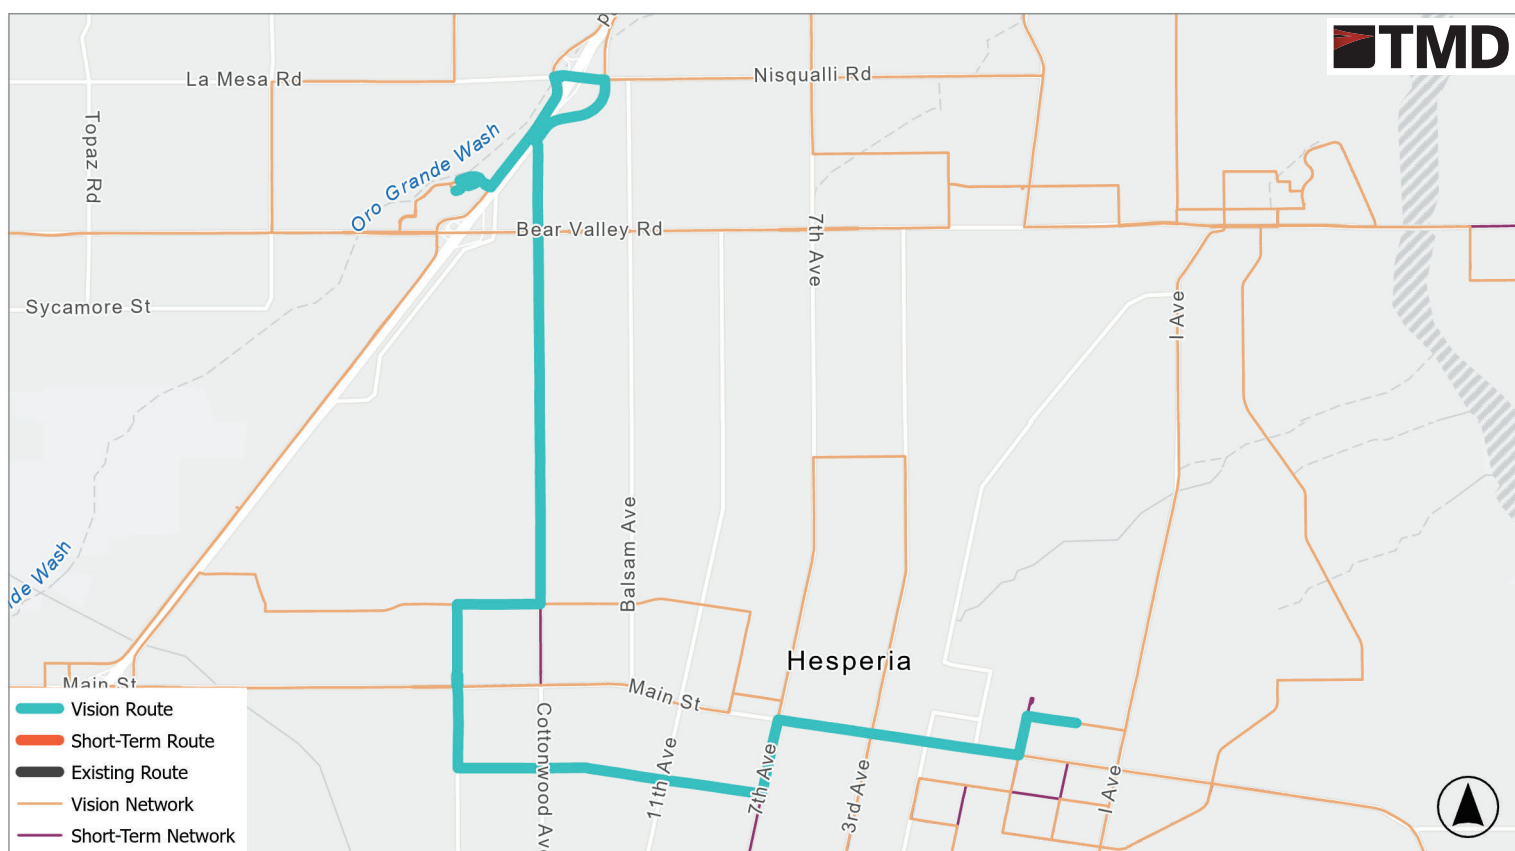 TMD
La Mesa Rd
Nisqualli Rd
Topaz Rd
Oro Grande Wash
Bear Valley Rd
7th Ave
Sycamore St
I Ave
Balsam Ave
Wash
Hesperia
Main St
Main St
Cottonwood Av
11th Ave
7th Ave
3rd Ave
I Ave
Vision Route
Short-Term Route
Existing Route
Vision Network
Short-Term Network